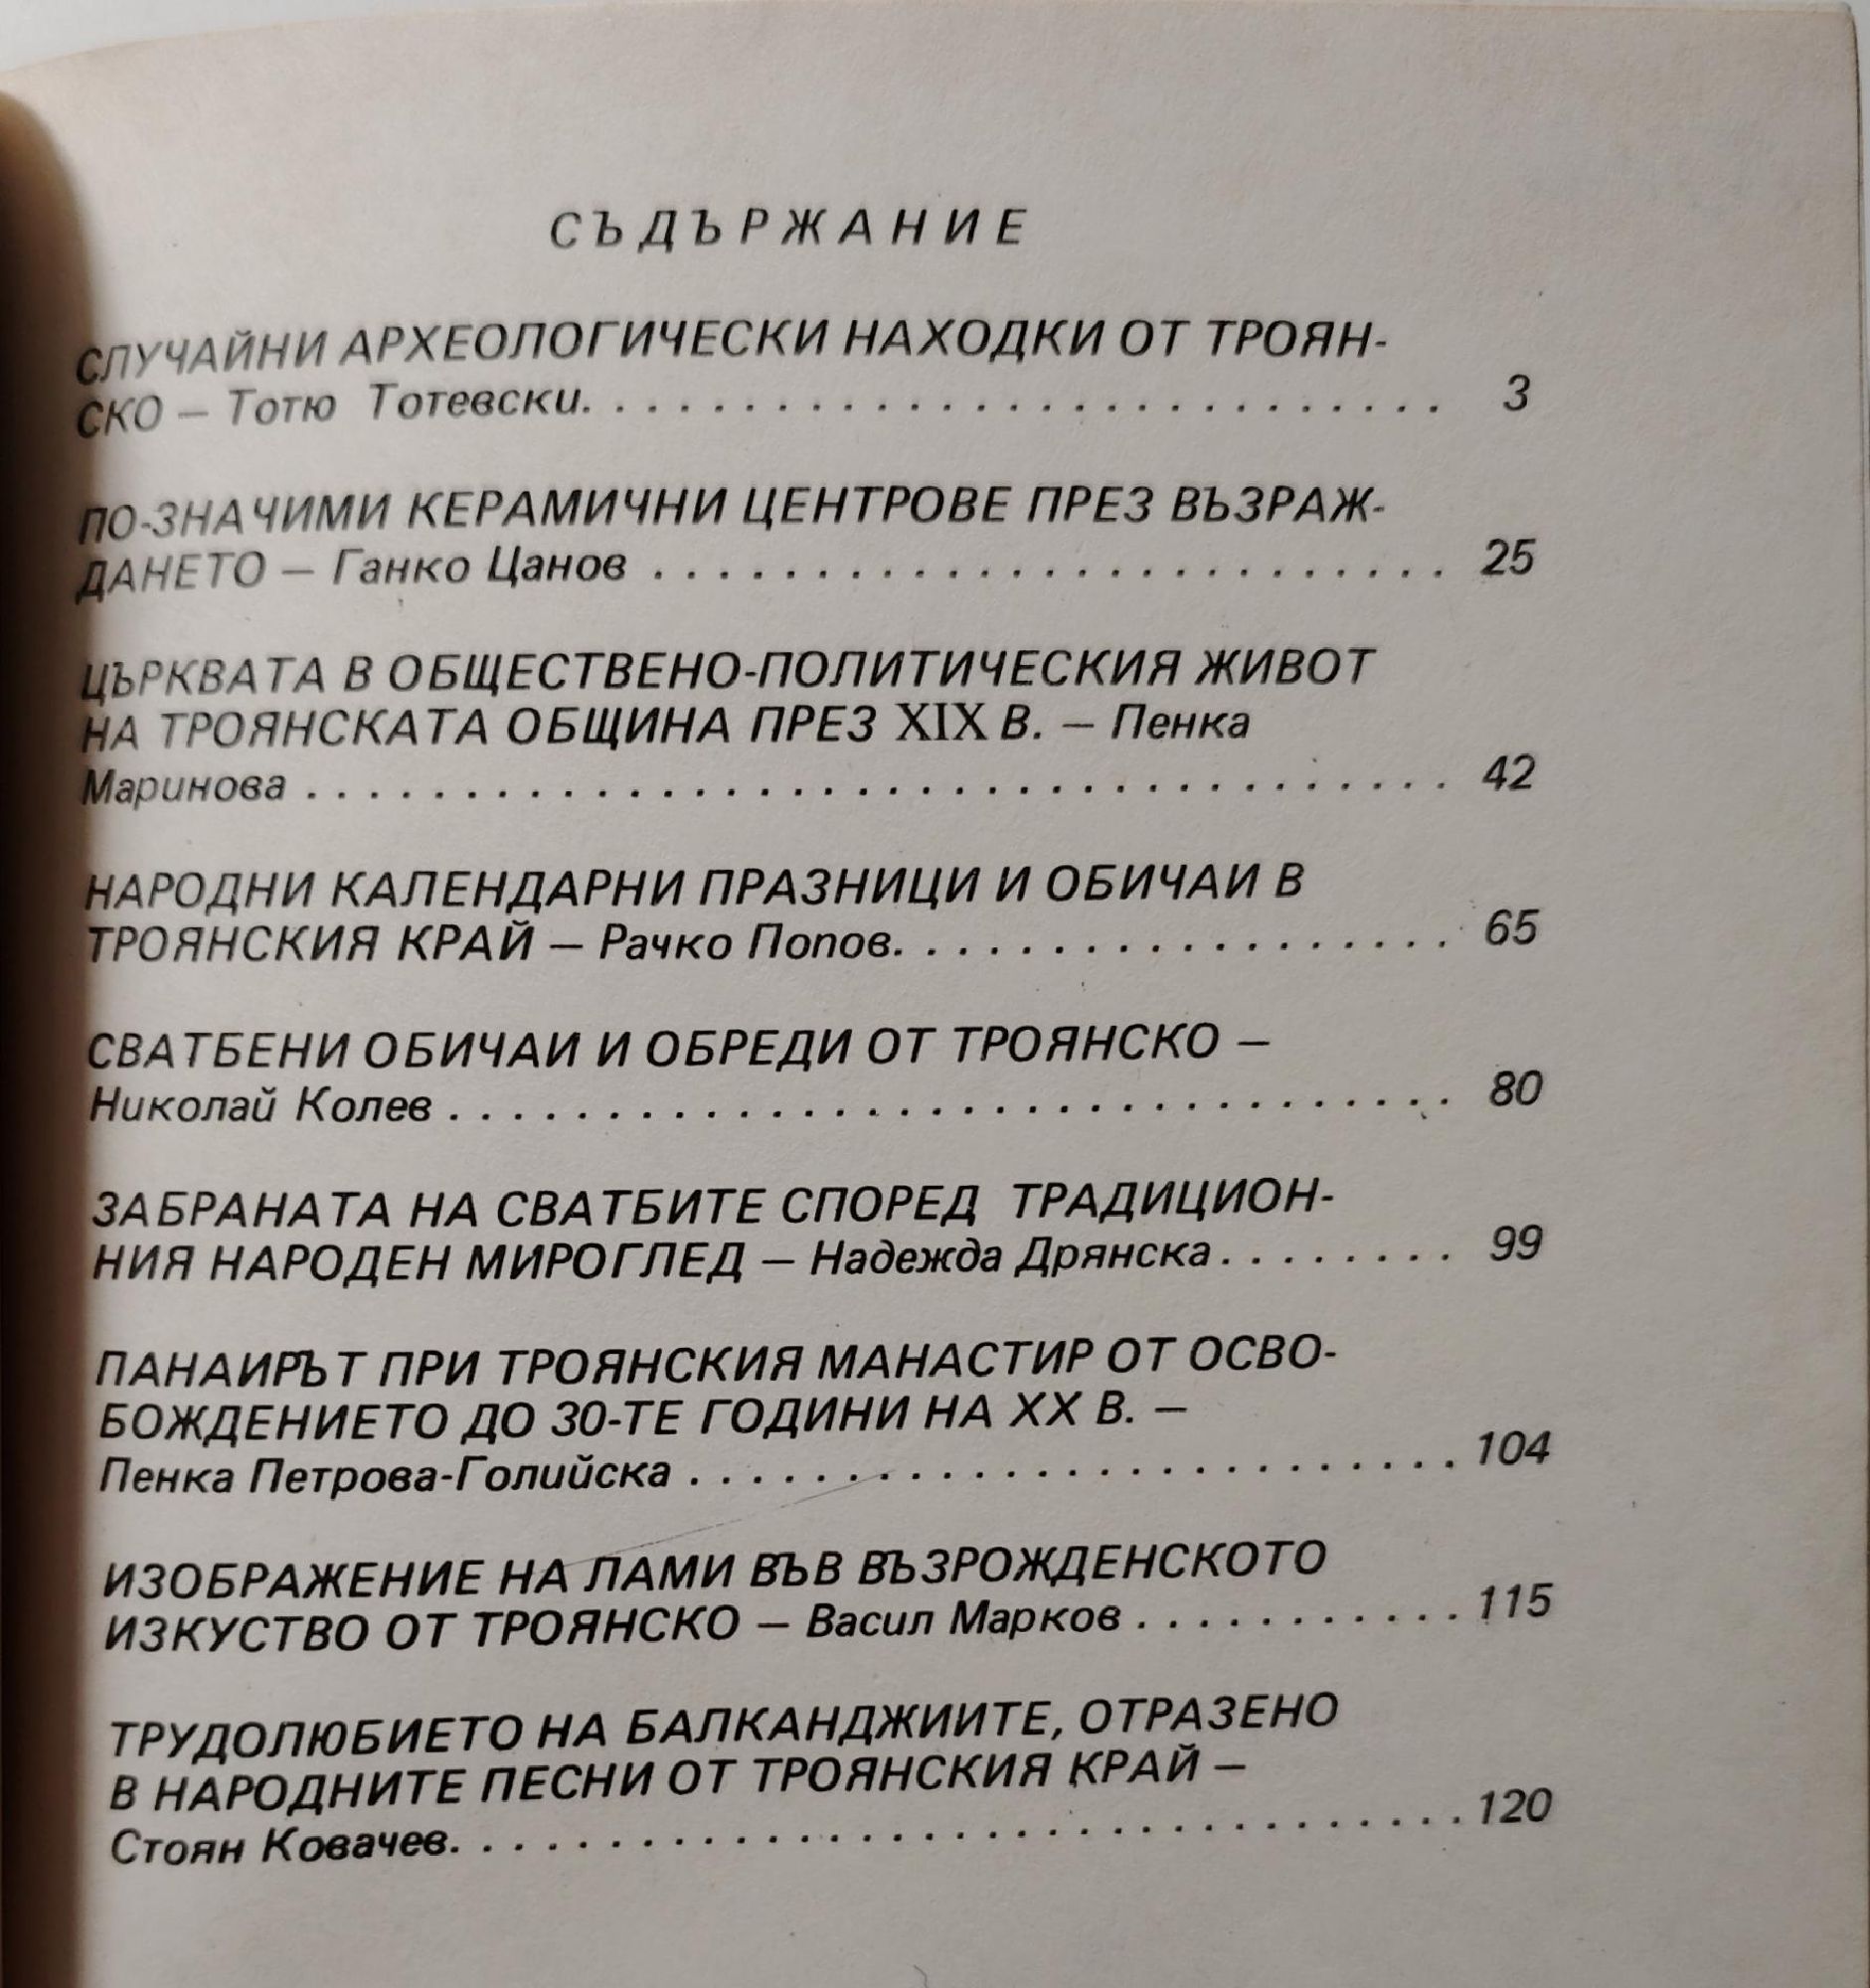 СЪДЪРЖАНИЕ
СЛУЧАЙНИ АРХЕОЛОГИЧЕСКИ НАХОДКИ ОТ ТРОЯН-
СКО – Тотю Тотевски. . . . . . . . . . . . . . . . . . . . . . . . . . . 3
ПО-ЗНАЧИМИ КЕРАМИЧНИ ЦЕНТРОВЕ ПРЕЗ ВЪЗРАЖ-
ДАНЕТО – Ганко Цанов . . . . . . . . . . . . . . . . . . . . . . . . . 25
ЦЪРКВАТА В ОБЩЕСТВЕНО-ПОЛИТИЧЕСКИЯ ЖИВОТ
НА ТРОЯНСКАТА ОБЩИНА ПРЕЗ XIX В. – Пенка
Маринова . . . . . . . . . . . . . . . . . . . . . . . . . . . . . . . . . . . . 42
НАРОДНИ КАЛЕНДАРНИ ПРАЗНИЦИ И ОБИЧАИ В
ТРОЯНСКИЯ КРАЙ – Рачко Попов. . . . . . . . . . . . . . . . . . 65
СВАТБЕНИ ОБИЧАИ И ОБРЕДИ ОТ ТРОЯНСКО –
Николай Колев . . . . . . . . . . . . . . . . . . . . . . . . . . . . . . . . 80
ЗАБРАНАТА НА СВАТБИТЕ СПОРЕД ТРАДИЦИОН-
НИЯ НАРОДЕН МИРОГЛЕД – Надежда Дрянска. . . . . . . . 99
ПАНАИРЪТ ПРИ ТРОЯНСКИЯ МАНАСТИР ОТ ОСВО-
БОЖДЕНИЕТО ДО 30-ТЕ ГОДИНИ НА XX В. –
Пенка Петрова-Голийска . . . . . . . . . . . . . . . . . . . . . . . . 104
ИЗОБРАЖЕНИЕ НА ЛАМИ ВЪВ ВЪЗРОЖДЕНСКОТО
ИЗКУСТВО ОТ ТРОЯНСКО – Васил Марков . . . . . . . . . . . 115
ТРУДОЛЮБИЕТО НА БАЛКАНДЖИИТЕ, ОТРАЗЕНО
В НАРОДНИТЕ ПЕСНИ ОТ ТРОЯНСКИЯ КРАЙ –
Стоян Ковачев. . . . . . . . . . . . . . . . . . . . . . . . . . . . . . . . 120